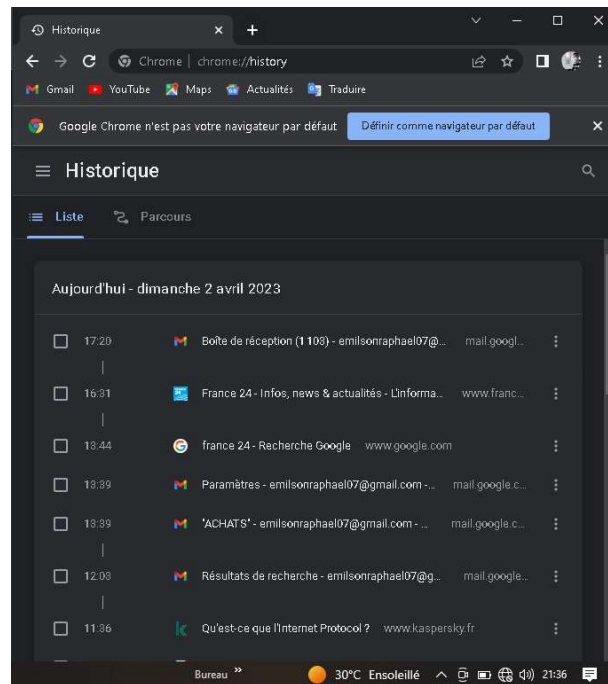 Historique
Chrome | chrome://history
Gmail YouTube Maps Actualités Traduire
Google Chrome n'est pas votre navigateur par défaut Définir comme navigateur par défaut
Historique
Liste Parcours
Aujourd'hui - dimanche 2 avril 2023
17:20 Boîte de réception (1 103) - emilsonraphael07@... mail.googl...
16:31 France 24 - Infos, news & actualités - L'informa... www.franc...
13:44 france 24 - Recherche Google www.google.com
13:39 Paramètres - emilsonraphael07@gmail.com -... mail.google.c...
13:39 "ACHATS" - emilsonraphael07@gmail.com - ... mail.google.c...
12:03 Résultats de recherche - emilsonraphael07@g... mail.google...
11:36 Qu'est-ce que l'Internet Protocol ? www.kaspersky.fr
Bureau » 30°C Ensoleillé 21:36